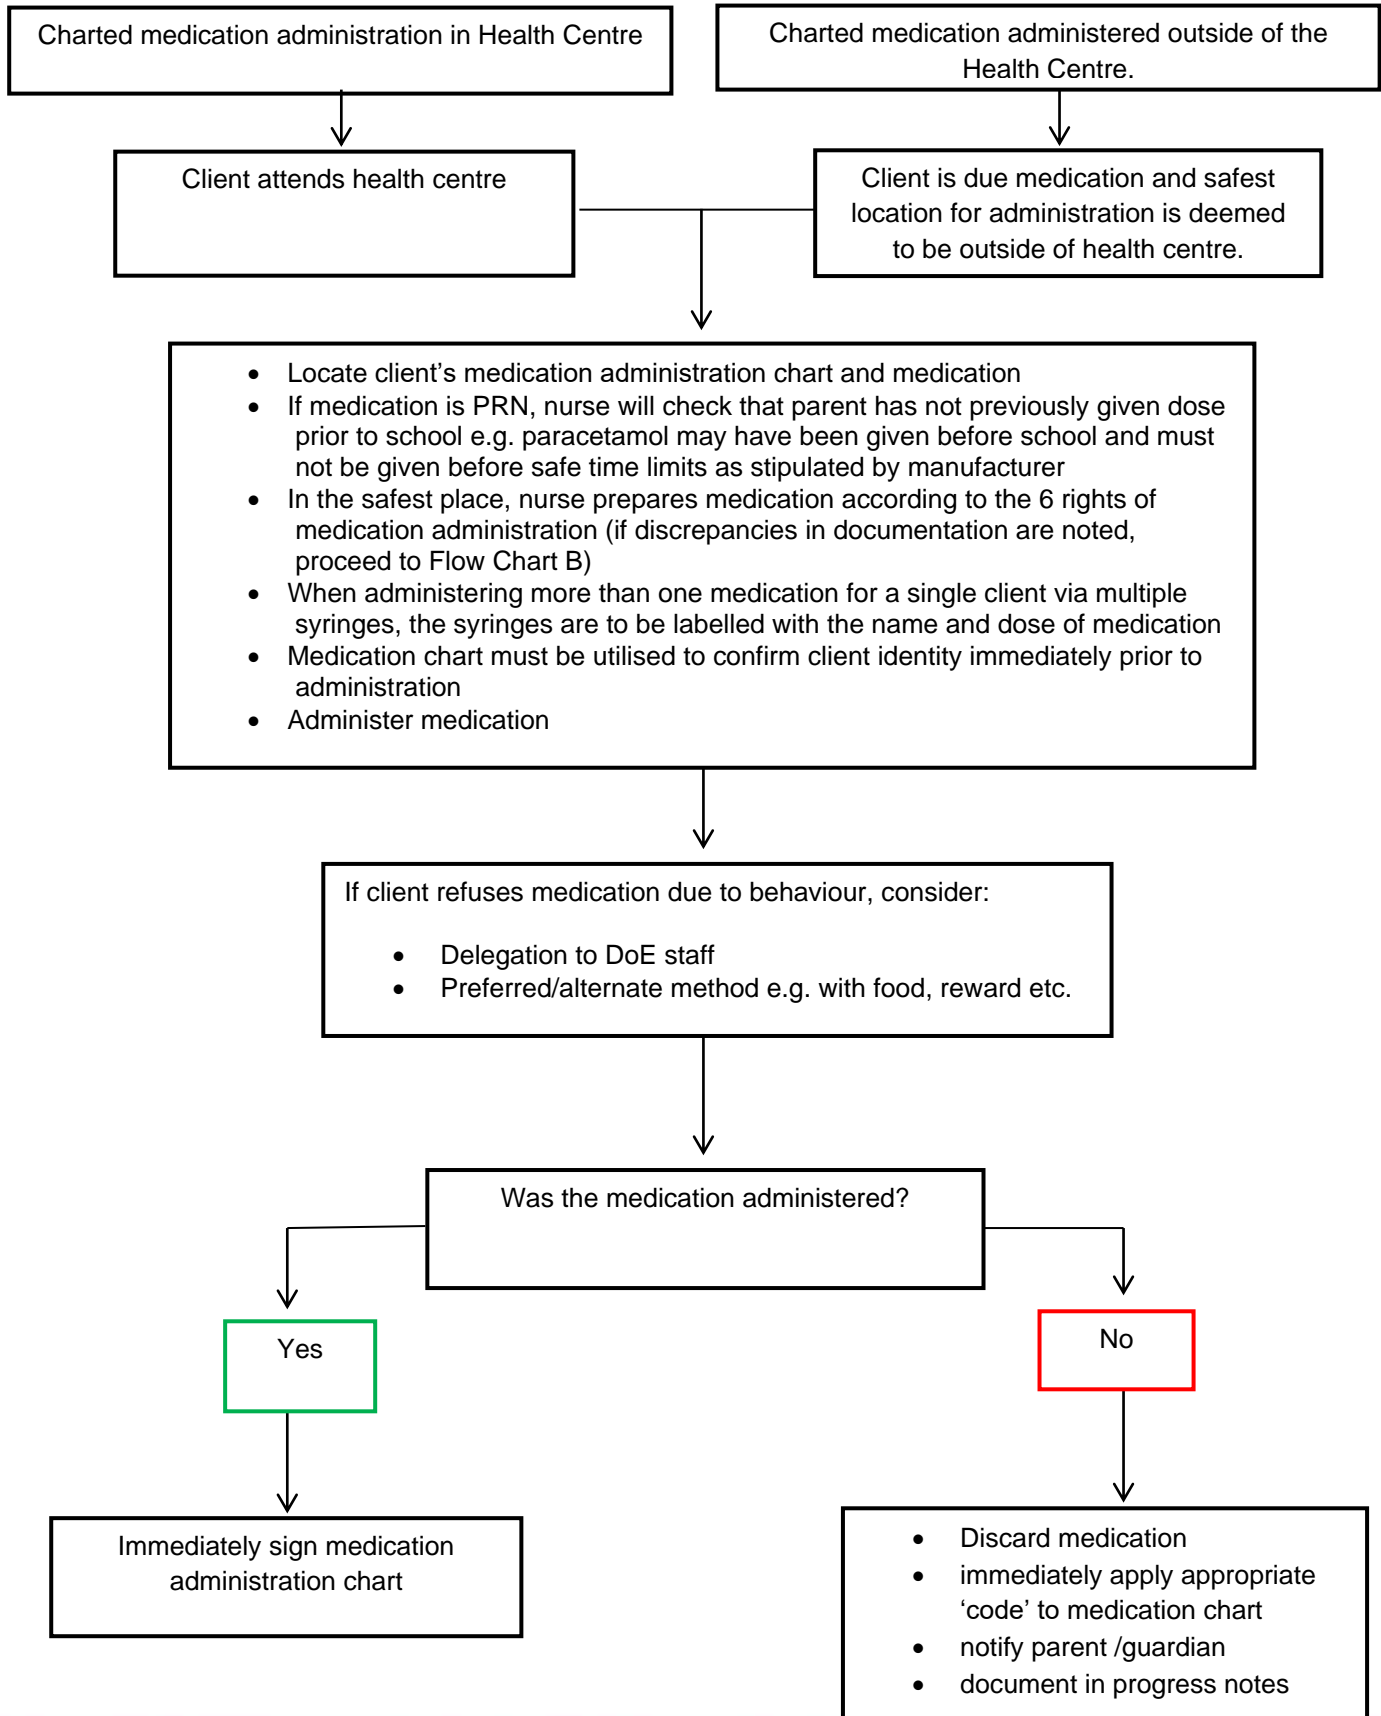 Charted medication administration in Health Centre
Charted medication administered outside of the
Health Centre.
Client attends health centre
Client is due medication and safest
location for administration is deemed
to be outside of health centre.
• Locate client’s medication administration chart and medication
• If medication is PRN, nurse will check that parent has not previously given dose
prior to school e.g. paracetamol may have been given before school and must
not be given before safe time limits as stipulated by manufacturer
• In the safest place, nurse prepares medication according to the 6 rights of
medication administration (if discrepancies in documentation are noted,
proceed to Flow Chart B)
• When administering more than one medication for a single client via multiple
syringes, the syringes are to be labelled with the name and dose of medication
• Medication chart must be utilised to confirm client identity immediately prior to
administration
• Administer medication
If client refuses medication due to behaviour, consider:
• Delegation to DoE staff
• Preferred/alternate method e.g. with food, reward etc.
Was the medication administered?
Yes
No
Immediately sign medication
administration chart
• Discard medication
• immediately apply appropriate
‘code’ to medication chart
• notify parent /guardian
• document in progress notes